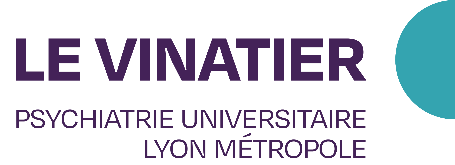 LE VINATIER
PSYCHIATRIE UNIVERSITAIRE
LYON MÉTROPOLE